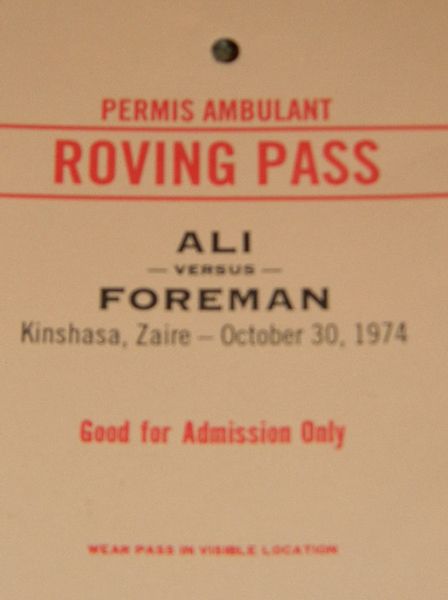 PERMIS AMBULANT
ROVING PASS
ALI
— VERSUS —
FOREMAN
Kinshasa, Zaire – October 30, 1974
Good for Admission Only
WEAR PASS IN VISIBLE LOCATION